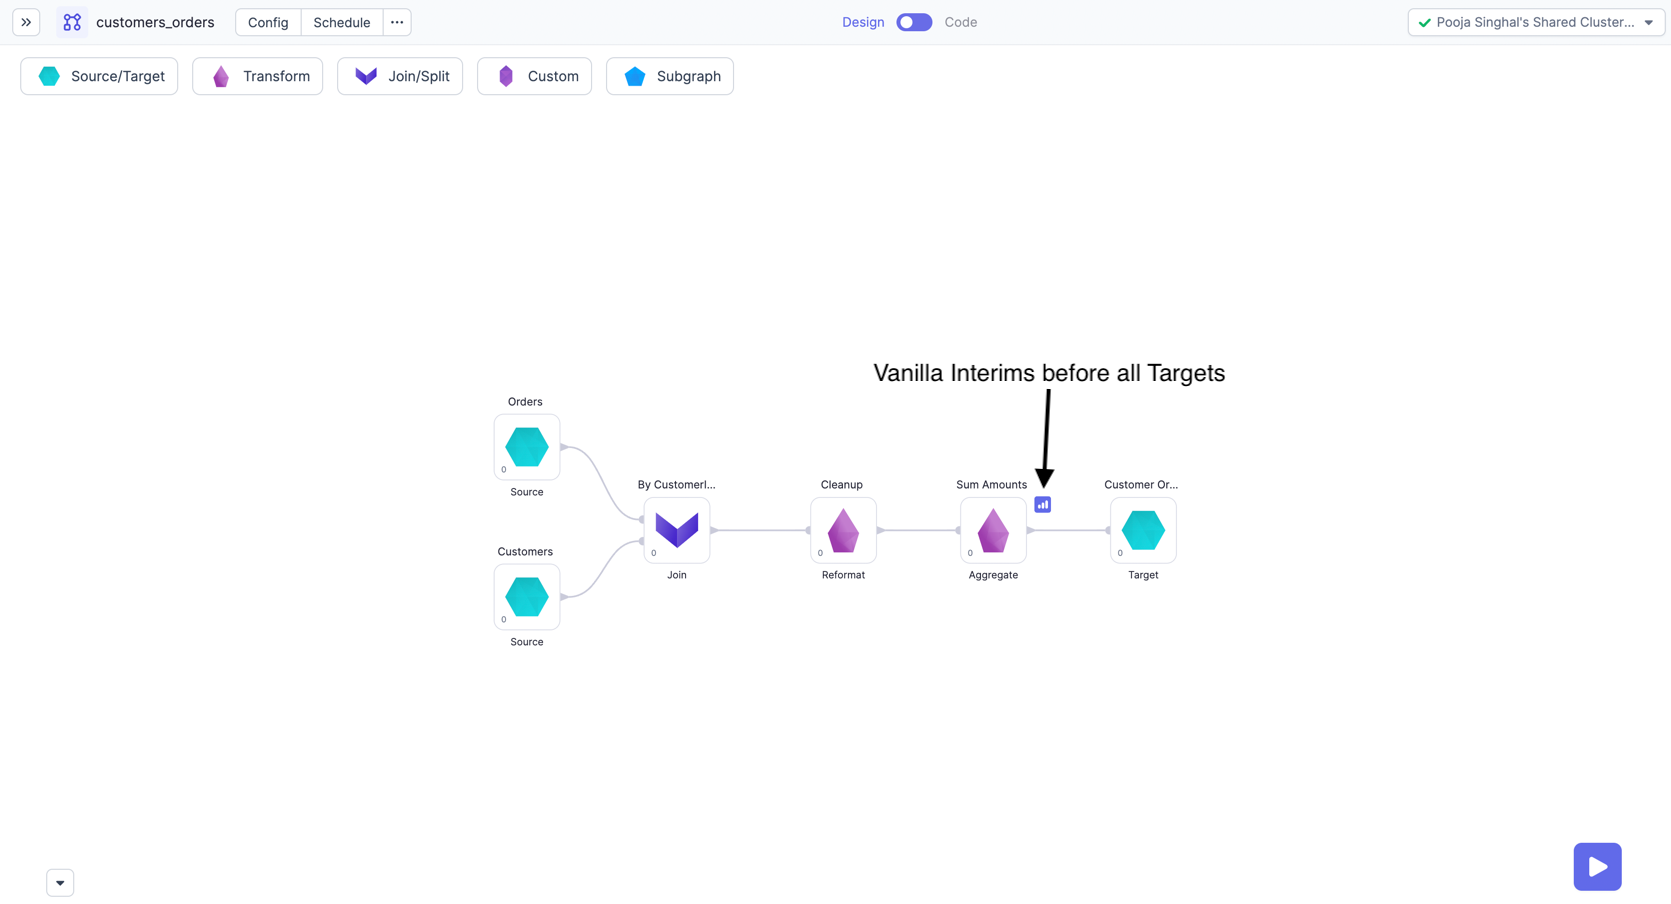 customers_orders
Config
Schedule
Design
Code
Pooja Singhal's Shared Cluster...
Source/Target
Transform
Join/Split
Custom
Subgraph
Vanilla Interims before all Targets
Orders
0
Source
Customers
0
Source
By CustomerI...
0
Join
Cleanup
0
Reformat
Sum Amounts
0
Aggregate
Customer Or...
0
Target